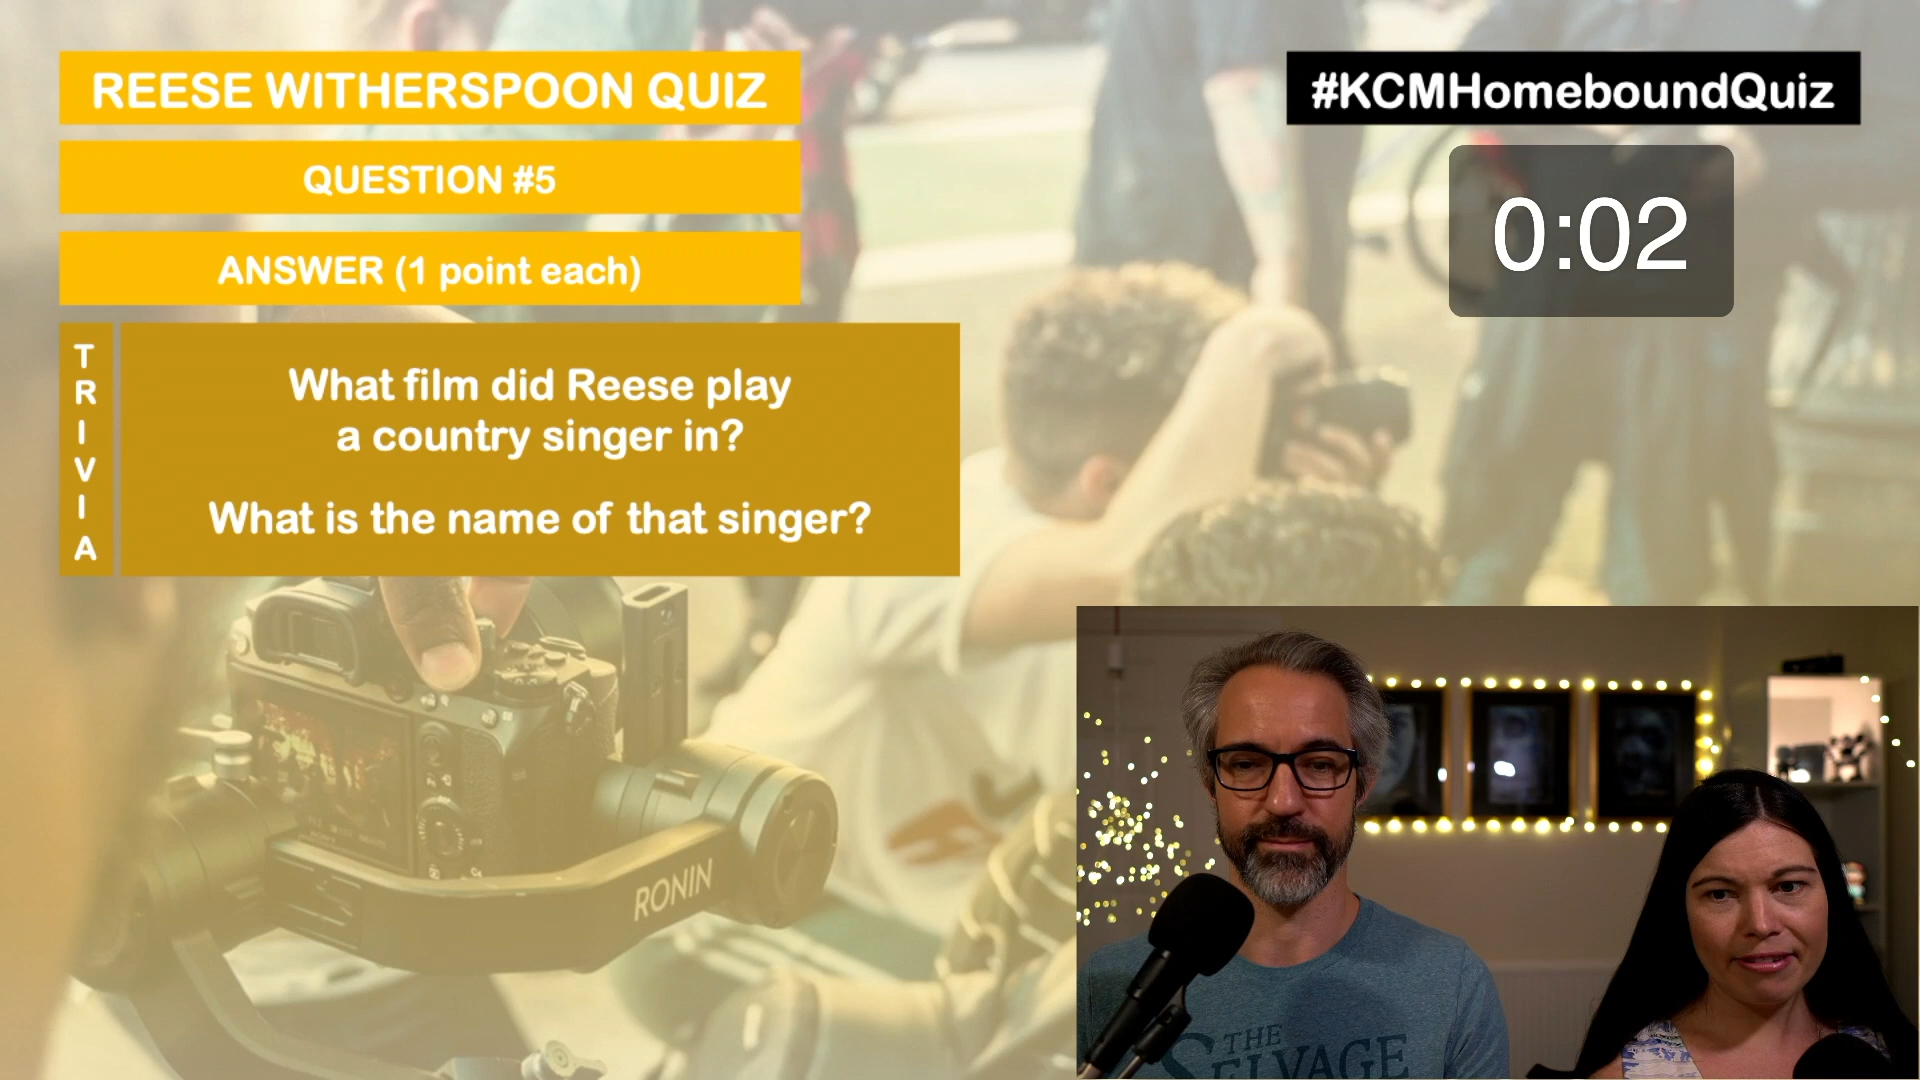 REESE WITHERSPOON QUIZ
#KCMHomeboundQuiz
QUESTION #5
0:02
ANSWER (1 point each)
TRIVIA
What film did Reese play
a country singer in?
What is the name of that singer?
RONIN
THE
SELVAGE